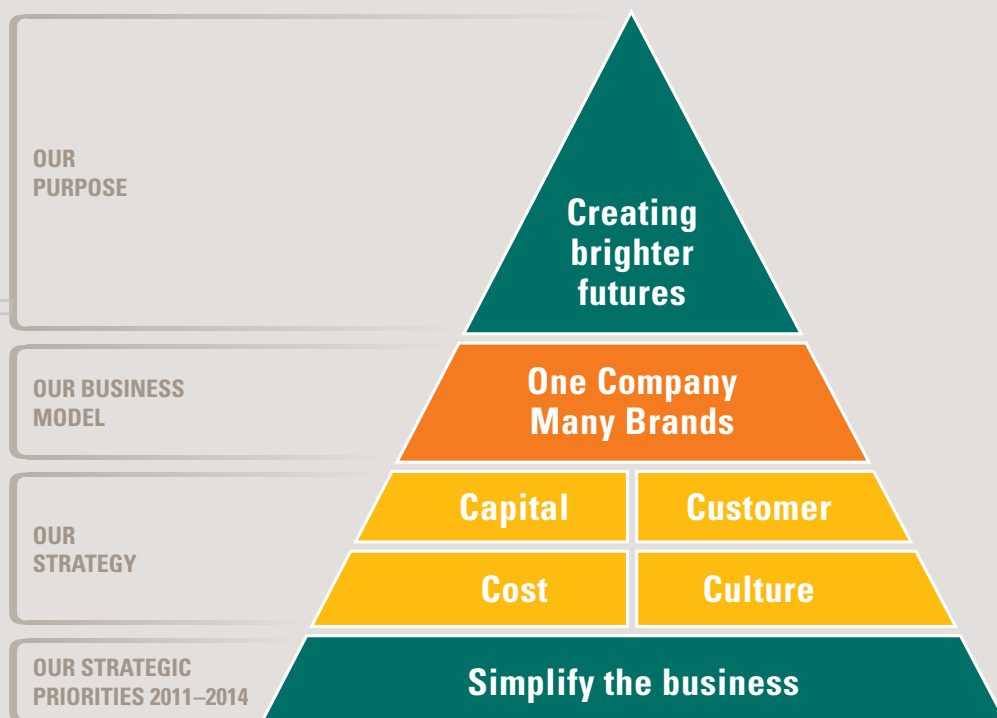 OUR
PURPOSE
Creating
brighter
futures
OUR BUSINESS
MODEL
One Company
Many Brands
OUR
STRATEGY
Capital
Customer
Cost
Culture
OUR STRATEGIC
PRIORITIES 2011–2014
Simplify the business